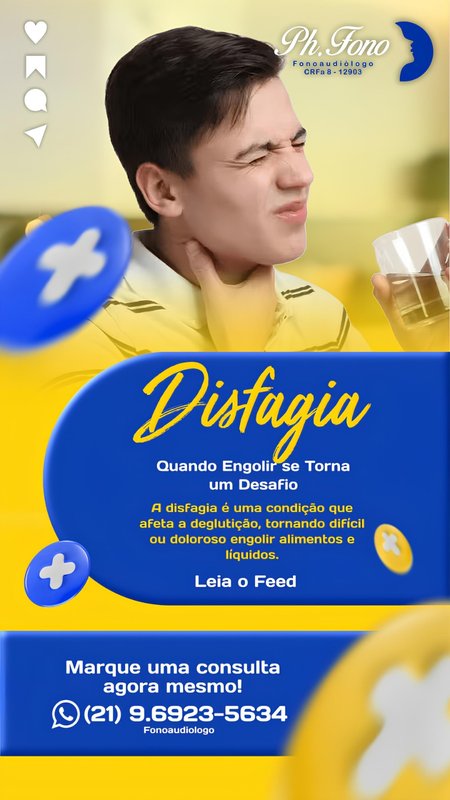 Ph.Fono
Fonoaudiólogo
CRFa 8 - 12903
Disfagia
Quando Engolir se Torna
um Desafio
A disfagia é uma condição que
afeta a deglutição, tornando difícil
ou doloroso engolir alimentos e
líquidos.
Leia o Feed
Marque uma consulta
agora mesmo!
(21) 9.6923-5634
Fonoaudiologo